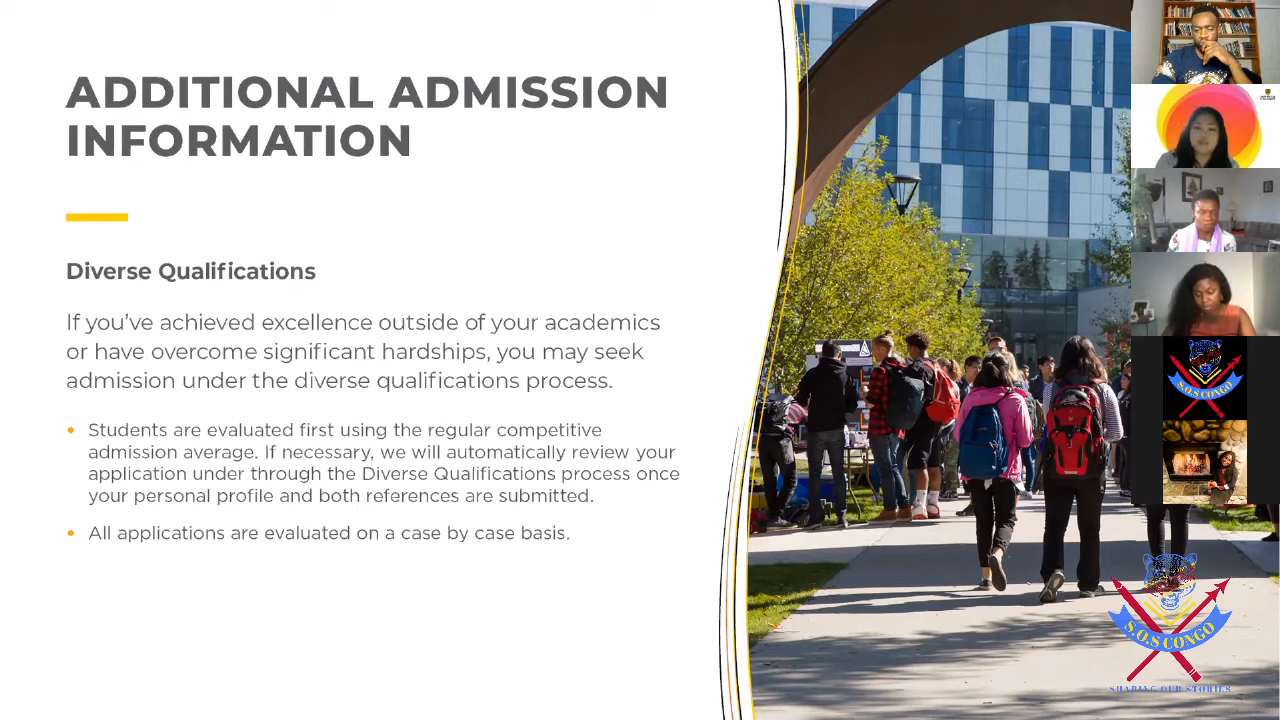 ADDITIONAL ADMISSION
INFORMATION
Diverse Qualifications
If you’ve achieved excellence outside of your academics
or have overcome significant hardships, you may seek
admission under the diverse qualifications process.
• Students are evaluated first using the regular competitive
admission average. If necessary, we will automatically review your
application under through the Diverse Qualifications process once
your personal profile and both references are submitted.
• All applications are evaluated on a case by case basis.
S.O.S CONGO
S.O.S CONGO
SHARING OUR STORIES